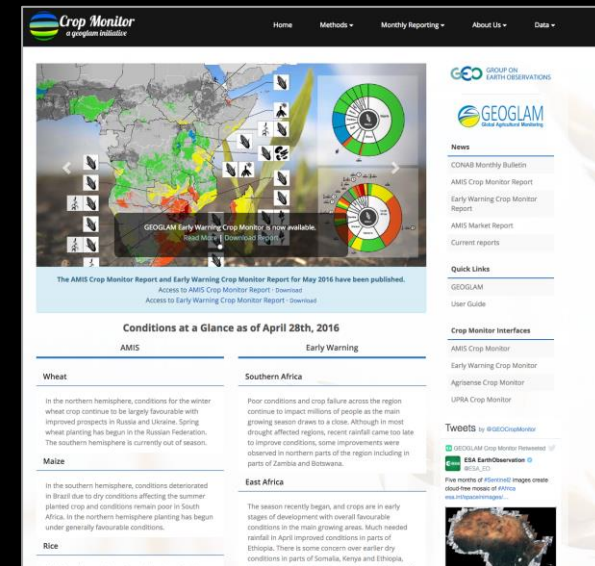 Crop Monitor
a geoglam initiative
Home
Methods
Monthly Reporting
About Us
Data
GEOGLAM Early Warning Crop Monitor is now available.
Read More | Download Report
The AMIS Crop Monitor Report and Early Warning Crop Monitor Report for May 2016 have been published.
Access to AMIS Crop Monitor Report - Download
Access to Early Warning Crop Monitor Report - Download
Conditions at a Glance as of April 28th, 2016
AMIS
Wheat
In the northern hemisphere, conditions for the winter
wheat crop continue to be largely favourable with
improved prospects in Russia and Ukraine. Spring
wheat planting has begun in the Russian Federation.
The southern hemisphere is currently out of season.
Maize
In the southern hemisphere, conditions deteriorated
in Brazil due to dry conditions affecting the summer
planted crop and conditions remain poor in South
Africa. In the northern hemisphere planting has begun
under generally favourable conditions.
Rice
Early Warning
Southern Africa
Poor conditions and crop failure across the region
continue to impact millions of people as the main
growing season draws to a close. Although in most
drought affected regions, recent rainfall came too late
to improve conditions, some improvements were
observed in northern parts of the region including in
parts of Zambia and Botswana.
East Africa
The season recently began, and crops are in early
stages of development with overall favourable
conditions in the main growing areas. Much needed
rainfall in April improved conditions in parts of
Ethiopia. There is some concern over earlier dry
conditions in parts of Somalia, Kenya and Ethiopia,
GEO GROUP ON
EARTH OBSERVATIONS
GEOGLAM
Global Agricultural Monitoring
News
CONAB Monthly Bulletin
AMIS Crop Monitor Report
Early Warning Crop Monitor
Report
AMIS Market Report
Current reports
Quick Links
GEOGLAM
User Guide
Crop Monitor Interfaces
AMIS Crop Monitor
Early Warning Crop Monitor
Agrisense Crop Monitor
UPRA Crop Monitor
Tweets by @GEOCropMonitor
GEOGLAM Crop Monitor Retweeted
ESA EarthObservation
@ESA_EO
Five months of #Sentinel2 images create
cloud-free mosaic of #Africa